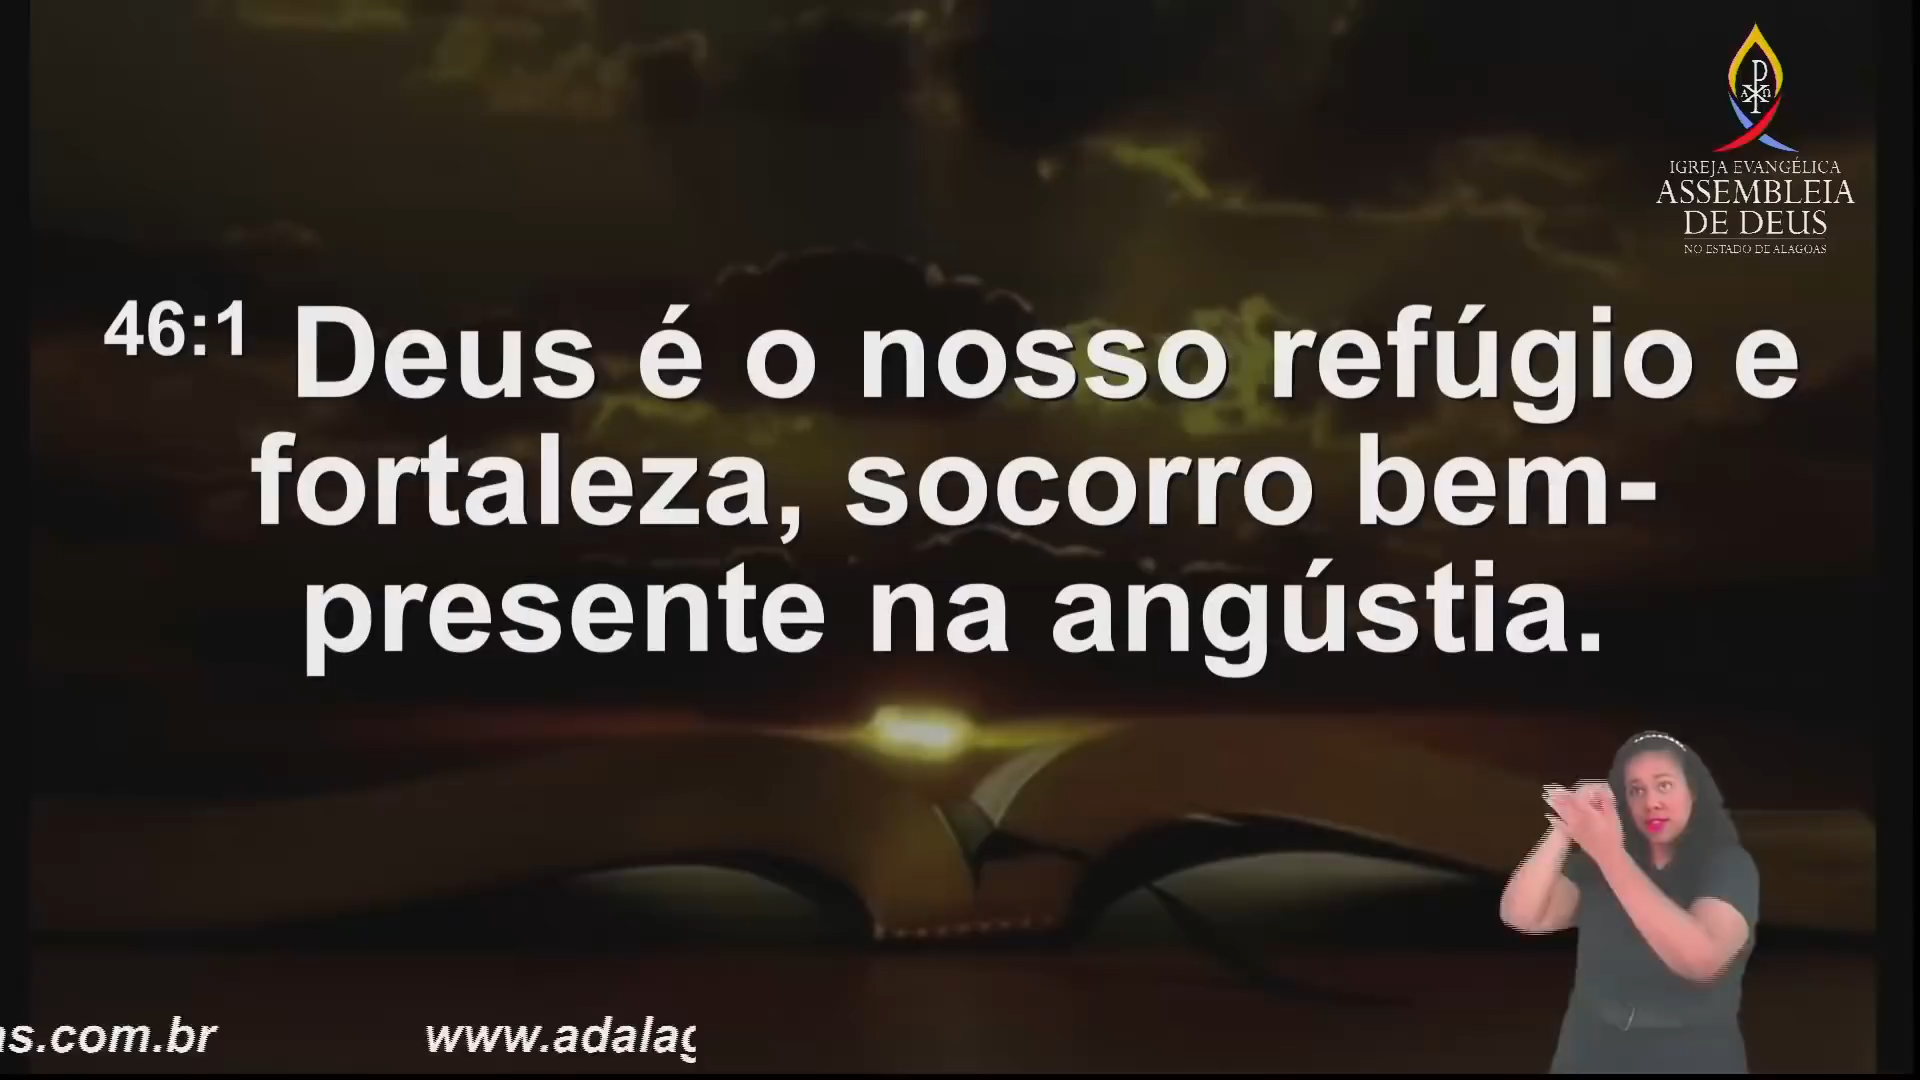 IGREJA EVANGÉLICA
ASSEMBLEIA
DE DEUS
NO ESTADO DE ALAGOAS
46:1 Deus é o nosso refúgio e
fortaleza, socorro bem-
presente na angústia.
as.com.br www.adalag